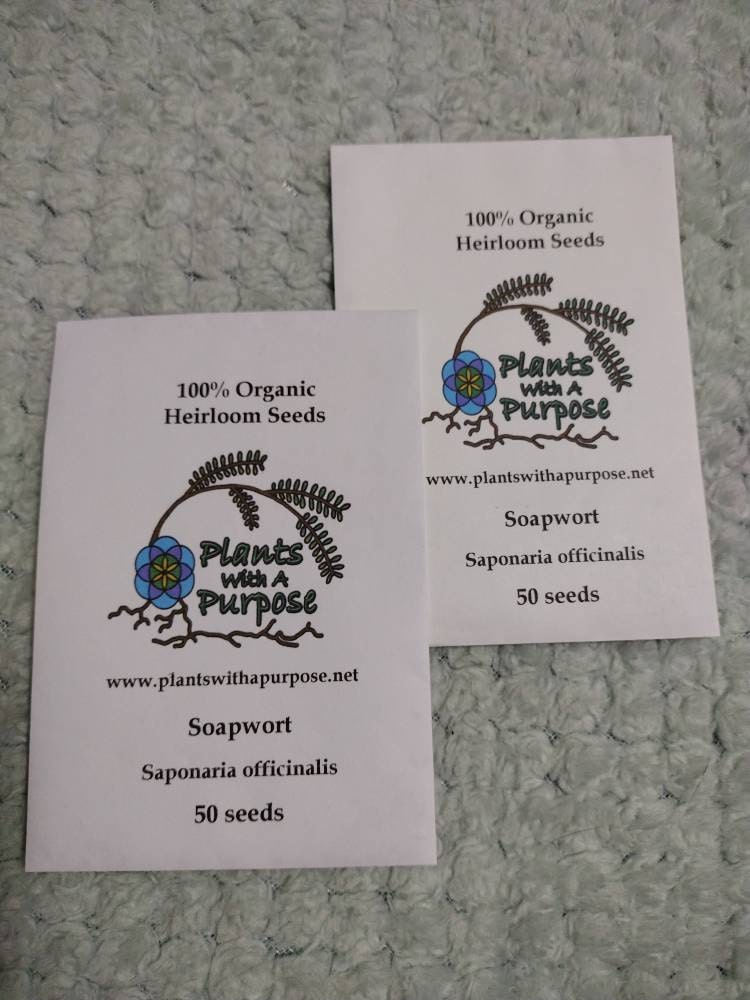 100% Organic
Heirloom Seeds
Plants
With A
Purpose
www.plantswithapurpose.net
Soapwort
Saponaria officinalis
50 seeds
100% Organic
Heirloom Seeds
Plants
With A
Purpose
www.plantswithapurpose.net
Soapwort
Saponaria officinalis
50 seeds